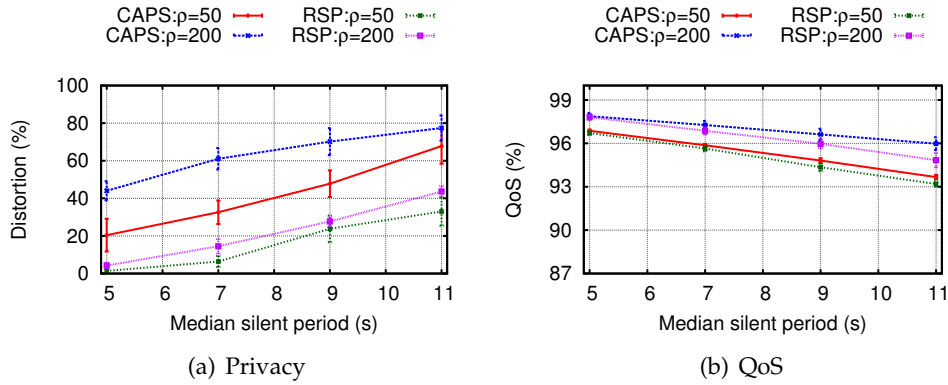 CAPS:ρ=50 RSP:ρ=50
CAPS:ρ=200 RSP:ρ=200
100
80
60
40
20
0
Distortion (%)
5 6 7 8 9 10 11
Median silent period (s)
(a) Privacy
CAPS:ρ=50 RSP:ρ=50
CAPS:ρ=200 RSP:ρ=200
99
96
93
90
87
QoS (%)
5 6 7 8 9 10 11
Median silent period (s)
(b) QoS